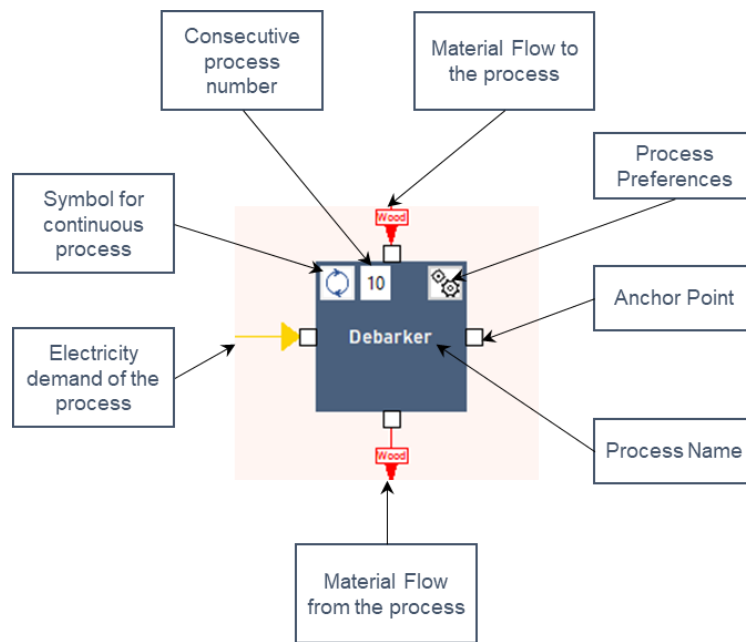 Consecutive
process
number
Material Flow to
the process
Process
Preferences
Symbol for
continuous
process
Wood
10
Debarker
Anchor Point
Electricity
demand of the
process
Process Name
Wood
Material Flow
from the process